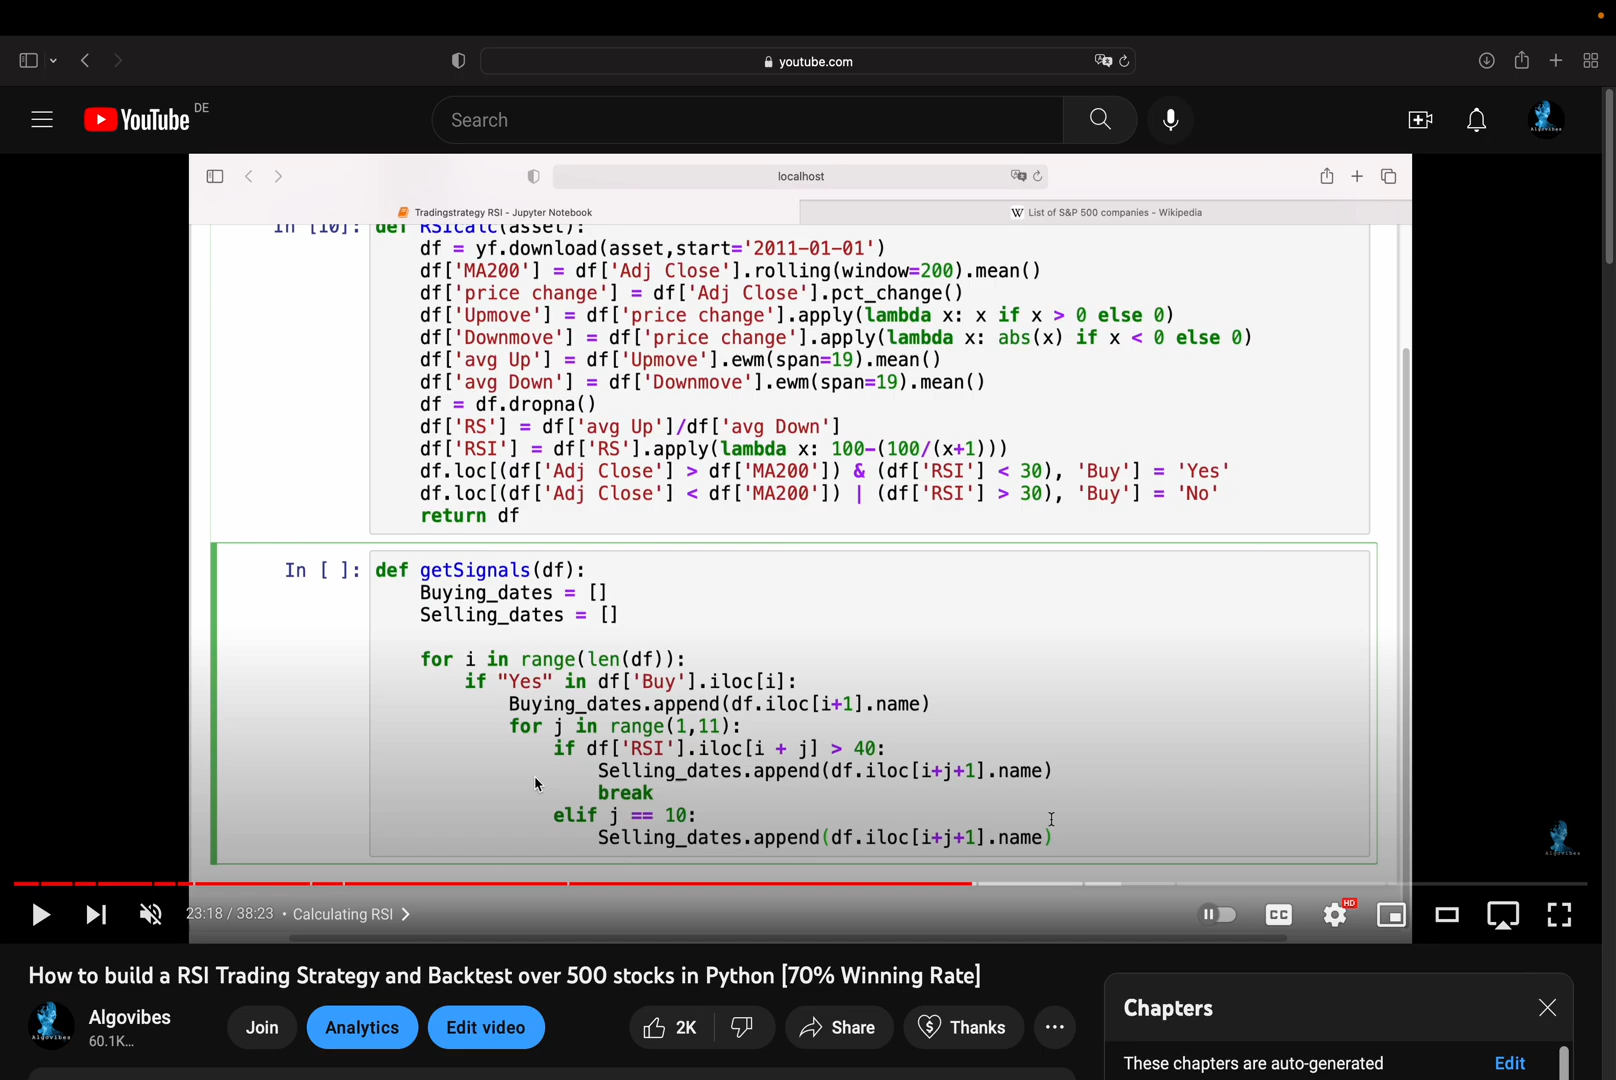 youtube.com
YouTube DE
Search
localhost
Tradingstrategy RSI - Jupyter Notebook
W List of S&P 500 companies - Wikipedia
In [10]: def RSIcalc(asset):
df = yf.download(asset,start='2011-01-01')
df['MA200'] = df['Adj Close'].rolling(window=200).mean()
df['price change'] = df['Adj Close'].pct_change()
df['Upmove'] = df['price change'].apply(lambda x: x if x > 0 else 0)
df['Downmove'] = df['price change'].apply(lambda x: abs(x) if x < 0 else 0)
df['avg Up'] = df['Upmove'].ewm(span=19).mean()
df['avg Down'] = df['Downmove'].ewm(span=19).mean()
df = df.dropna()
df['RS'] = df['avg Up']/df['avg Down']
df['RSI'] = df['RS'].apply(lambda x: 100-(100/(x+1)))
df.loc[(df['Adj Close'] > df['MA200']) & (df['RSI'] < 30), 'Buy'] = 'Yes'
df.loc[(df['Adj Close'] < df['MA200']) | (df['RSI'] > 30), 'Buy'] = 'No'
return df
In [ ]: def getSignals(df):
Buying_dates = []
Selling_dates = []
for i in range(len(df)):
if "Yes" in df['Buy'].iloc[i]:
Buying_dates.append(df.iloc[i+1].name)
for j in range(1,11):
if df['RSI'].iloc[i + j] > 40:
Selling_dates.append(df.iloc[i+j+1].name)
break
elif j == 10:
Selling_dates.append(df.iloc[i+j+1].name)
Algovibes
23:18 / 38:23 • Calculating RSI
CC
HD
How to build a RSI Trading Strategy and Backtest over 500 stocks in Python [70% Winning Rate]
Algovibes
60.1K...
Join
Analytics
Edit video
2K
Share
Thanks
Chapters
These chapters are auto-generated
Edit